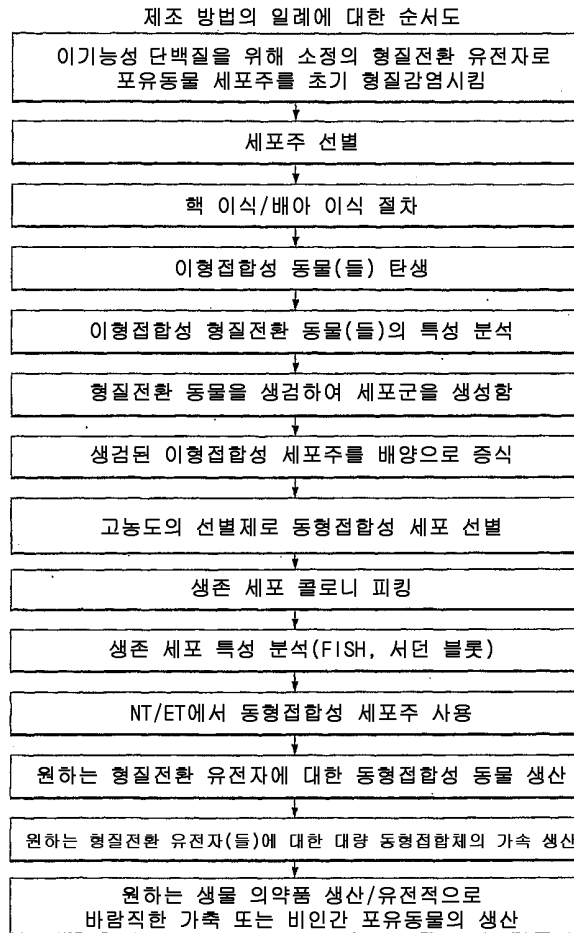 제조 방법의 일례에 대한 순서도
이기능성 단백질을 위해 소정의 형질전환 유전자로
포유동물 세포주를 초기 형질감염시킴
세포주 선별
핵 이식/배아 이식 절차
이형접합성 동물(들) 탄생
이형접합성 형질전환 동물(들)의 특성 분석
형질전환 동물을 생검하여 세포군을 생성함
생검된 이형접합성 세포주를 배양으로 증식
고농도의 선별제로 동형접합성 세포 선별
생존 세포 콜로니 피킹
생존 세포 특성 분석(FISH, 서던 블롯)
NT/ET에서 동형접합성 세포주 사용
원하는 형질전환 유전자에 대한 동형접합성 동물 생산
원하는 형질전환 유전자(들)에 대한 대량 동형접합체의 가속 생산
원하는 생물 의약품 생산/유전적으로
바람직한 가축 또는 비인간 포유동물의 생산